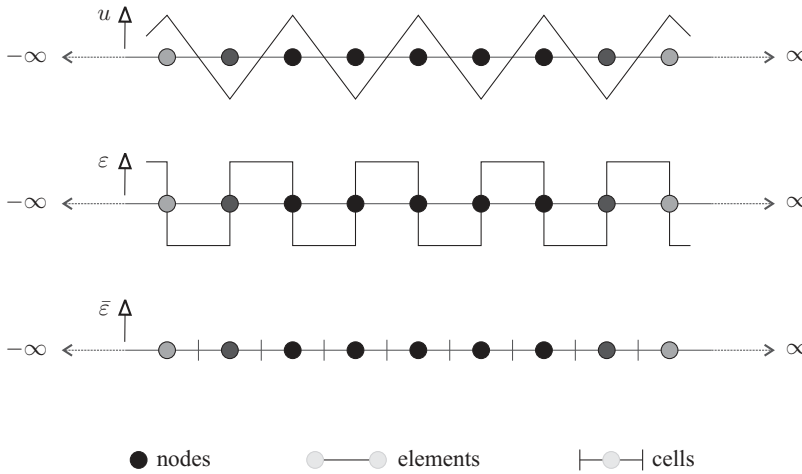 u
−∞ ∞
ε
−∞ ∞
ε̄
−∞ ∞
nodes elements cells